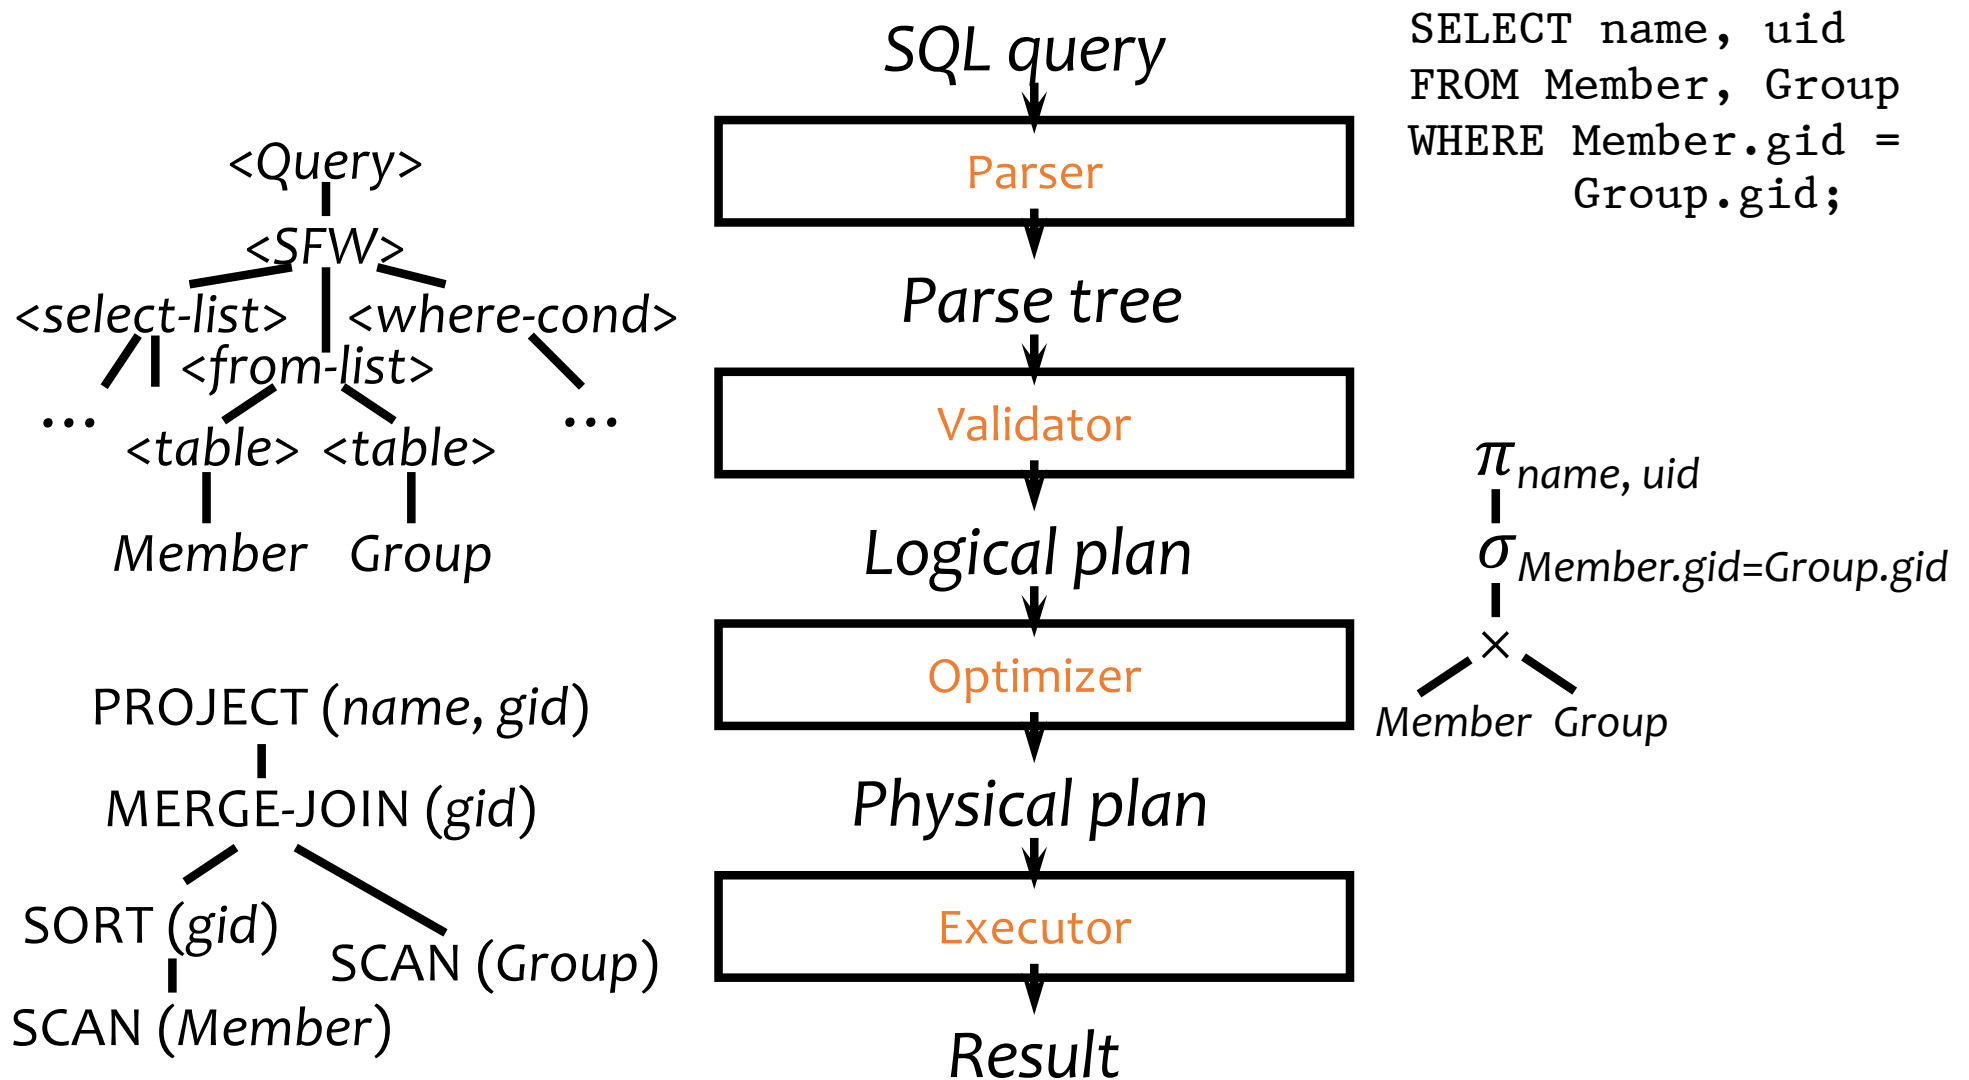 SQL query
SELECT name, uid
FROM Member, Group
WHERE Member.gid =
Group.gid;
Parser
<Query>
<SFW>
<select-list> <where-cond>
<from-list>
... ...
<table> <table>
Member Group
Parse tree
Validator
Logical plan
π name, uid
σ Member.gid=Group.gid
×
Member Group
Optimizer
Physical plan
PROJECT (name, gid)
MERGE-JOIN (gid)
SORT (gid)
SCAN (Group)
SCAN (Member)
Executor
Result